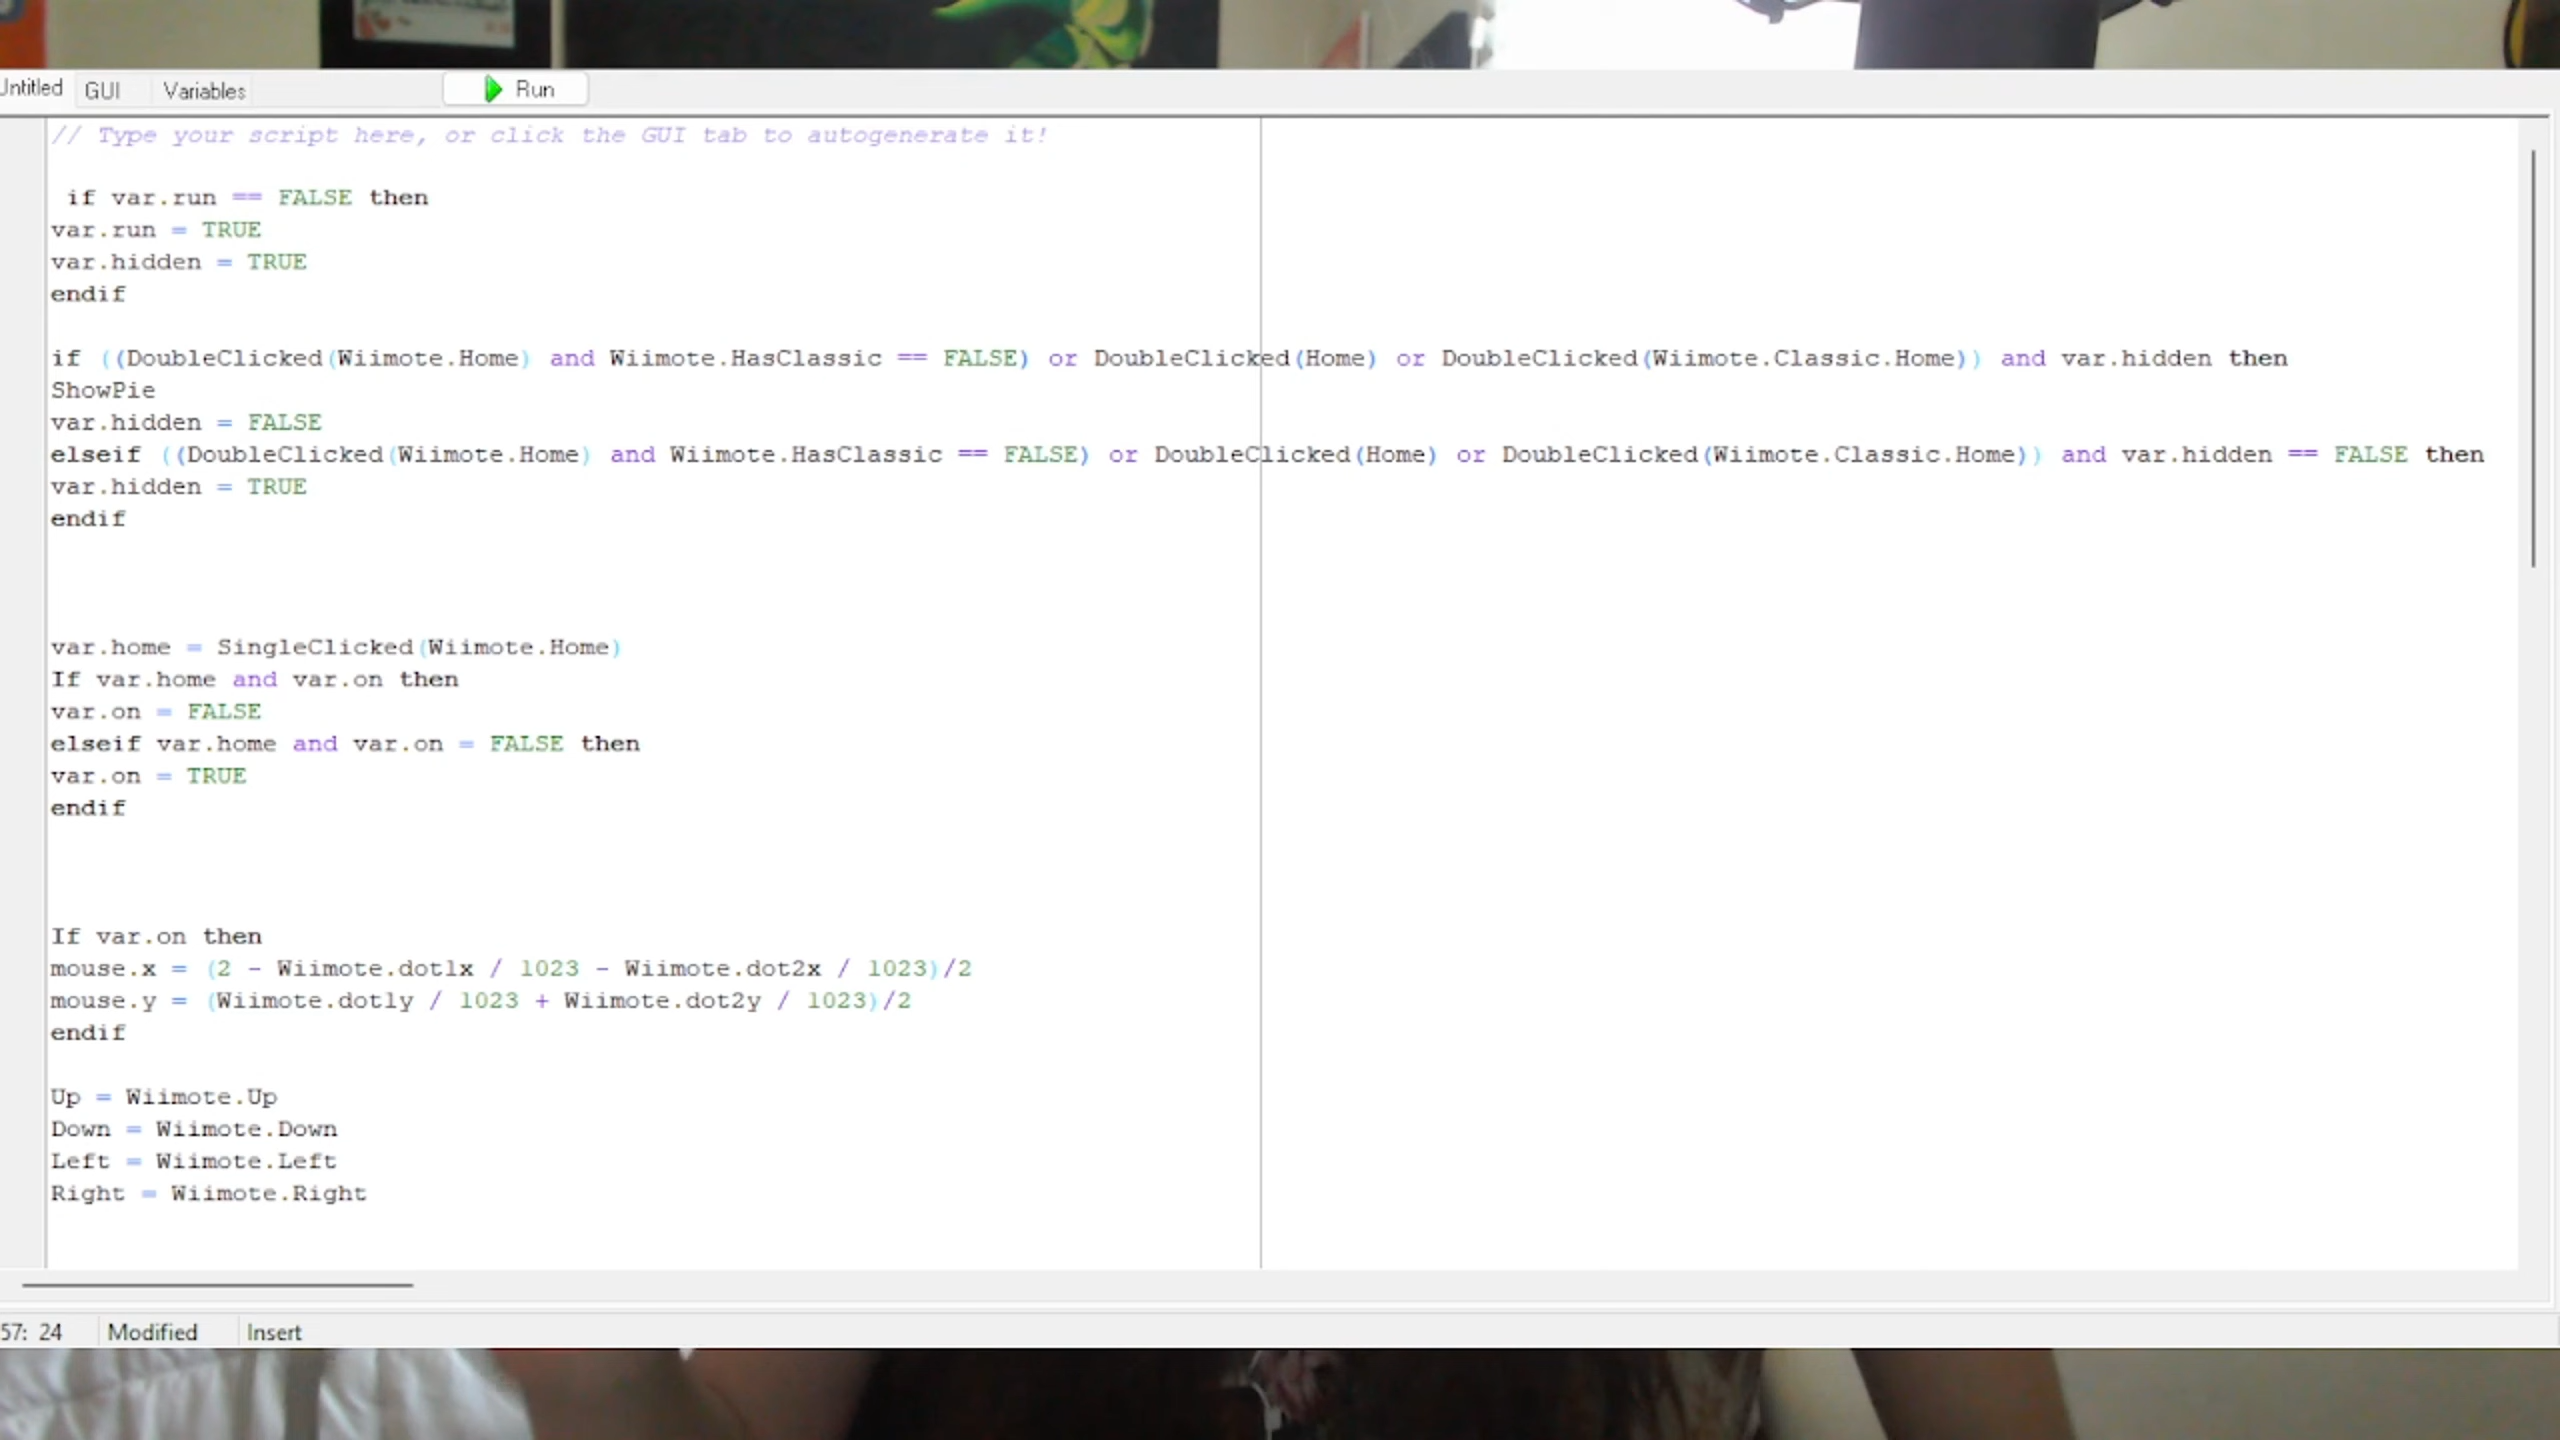 Untitled GUI Variables Run
// Type your script here, or click the GUI tab to autogenerate it!
if var.run == FALSE then
var.run = TRUE
var.hidden = TRUE
endif
if ((DoubleClicked(Wiimote.Home) and Wiimote.HasClassic == FALSE) or DoubleClicked(Home) or DoubleClicked(Wiimote.Classic.Home)) and var.hidden then
ShowPie
var.hidden = FALSE
elseif ((DoubleClicked(Wiimote.Home) and Wiimote.HasClassic == FALSE) or DoubleClicked(Home) or DoubleClicked(Wiimote.Classic.Home)) and var.hidden == FALSE then
var.hidden = TRUE
endif
var.home = SingleClicked(Wiimote.Home)
If var.home and var.on then
var.on = FALSE
elseif var.home and var.on = FALSE then
var.on = TRUE
endif
If var.on then
mouse.x = (2 - Wiimote.dot1x / 1023 - Wiimote.dot2x / 1023)/2
mouse.y = (Wiimote.dot1y / 1023 + Wiimote.dot2y / 1023)/2
endif
Up = Wiimote.Up
Down = Wiimote.Down
Left = Wiimote.Left
Right = Wiimote.Right
57: 24 Modified Insert